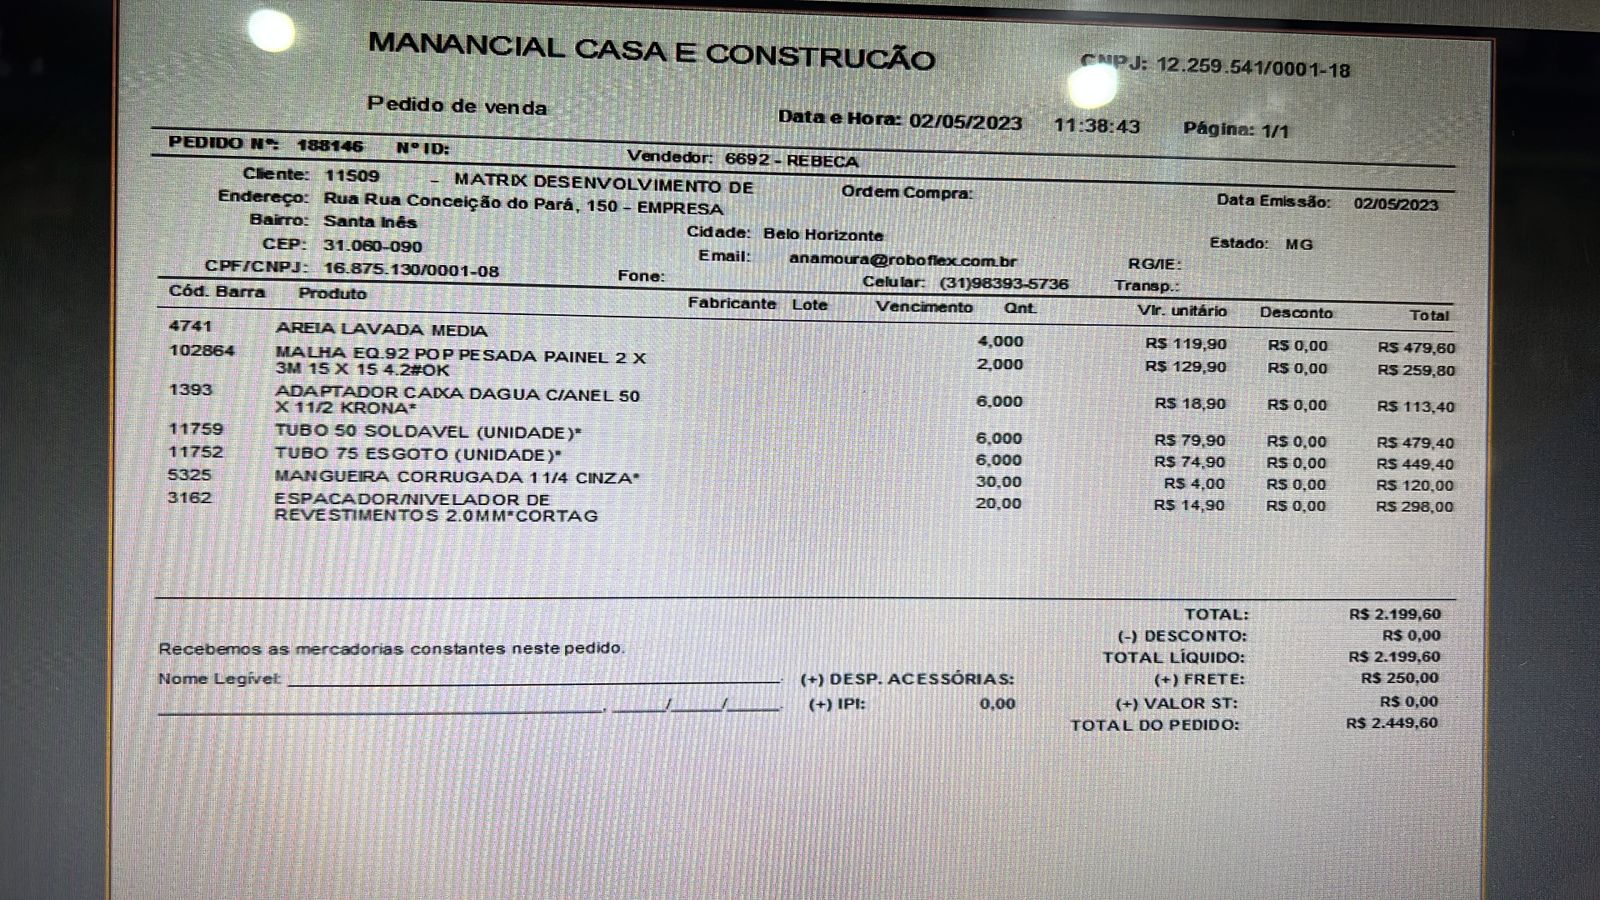 MANANCIAL CASA E CONSTRUCÃO
CNPJ: 12.259.541/0001-18
Pedido de venda
Data e Hora: 02/05/2023 11:38:43 Página: 1/1
PEDIDO Nº: 188146 Nº ID: Vendedor: 6692 - REBECA
Cliente: 11509 - MATRIX DESENVOLVIMENTO DE Ordem Compra: Data Emissão: 02/05/2023
Endereço: Rua Rua Conceição do Pará, 150 - EMPRESA
Bairro: Santa Inês Cidade: Belo Horizonte Estado: MG
CEP: 31.060-090 Email: anamoura@roboflex.com.br RG/IE:
CPF/CNPJ: 16.875.130/0001-08 Fone: Celular: (31)98393-5736 Transp.:
Cód. Barra Produto Fabricante Lote Vencimento Qnt. Vlr. unitário Desconto Total
4741 AREIA LAVADA MEDIA 4,000 R$ 119,90 R$ 0,00 R$ 479,60
102864 MALHA EQ.92 POP PESADA PAINEL 2 X 2,000 R$ 129,90 R$ 0,00 R$ 259,80
3M 15 X 15 4.2#OK
1393 ADAPTADOR CAIXA DAGUA C/ANEL 50 6,000 R$ 18,90 R$ 0,00 R$ 113,40
X 11/2 KRONA*
11759 TUBO 50 SOLDAVEL (UNIDADE)* 6,000 R$ 79,90 R$ 0,00 R$ 479,40
11752 TUBO 75 ESGOTO (UNIDADE)* 6,000 R$ 74,90 R$ 0,00 R$ 449,40
5325 MANGUEIRA CORRUGADA 11/4 CINZA* 30,00 R$ 4,00 R$ 0,00 R$ 120,00
3162 ESPACADOR/NIVELADOR DE 20,00 R$ 14,90 R$ 0,00 R$ 298,00
REVESTIMENTOS 2.0MM*CORTAG
TOTAL: R$ 2.199,60
(-) DESCONTO: R$ 0,00
Recebemos as mercadorias constantes neste pedido. TOTAL LÍQUIDO: R$ 2.199,60
Nome Legível: (+) DESP. ACESSÓRIAS: (+) FRETE: R$ 250,00
, / / . (+) IPI: 0,00 (+) VALOR ST: R$ 0,00
TOTAL DO PEDIDO: R$ 2.449,60